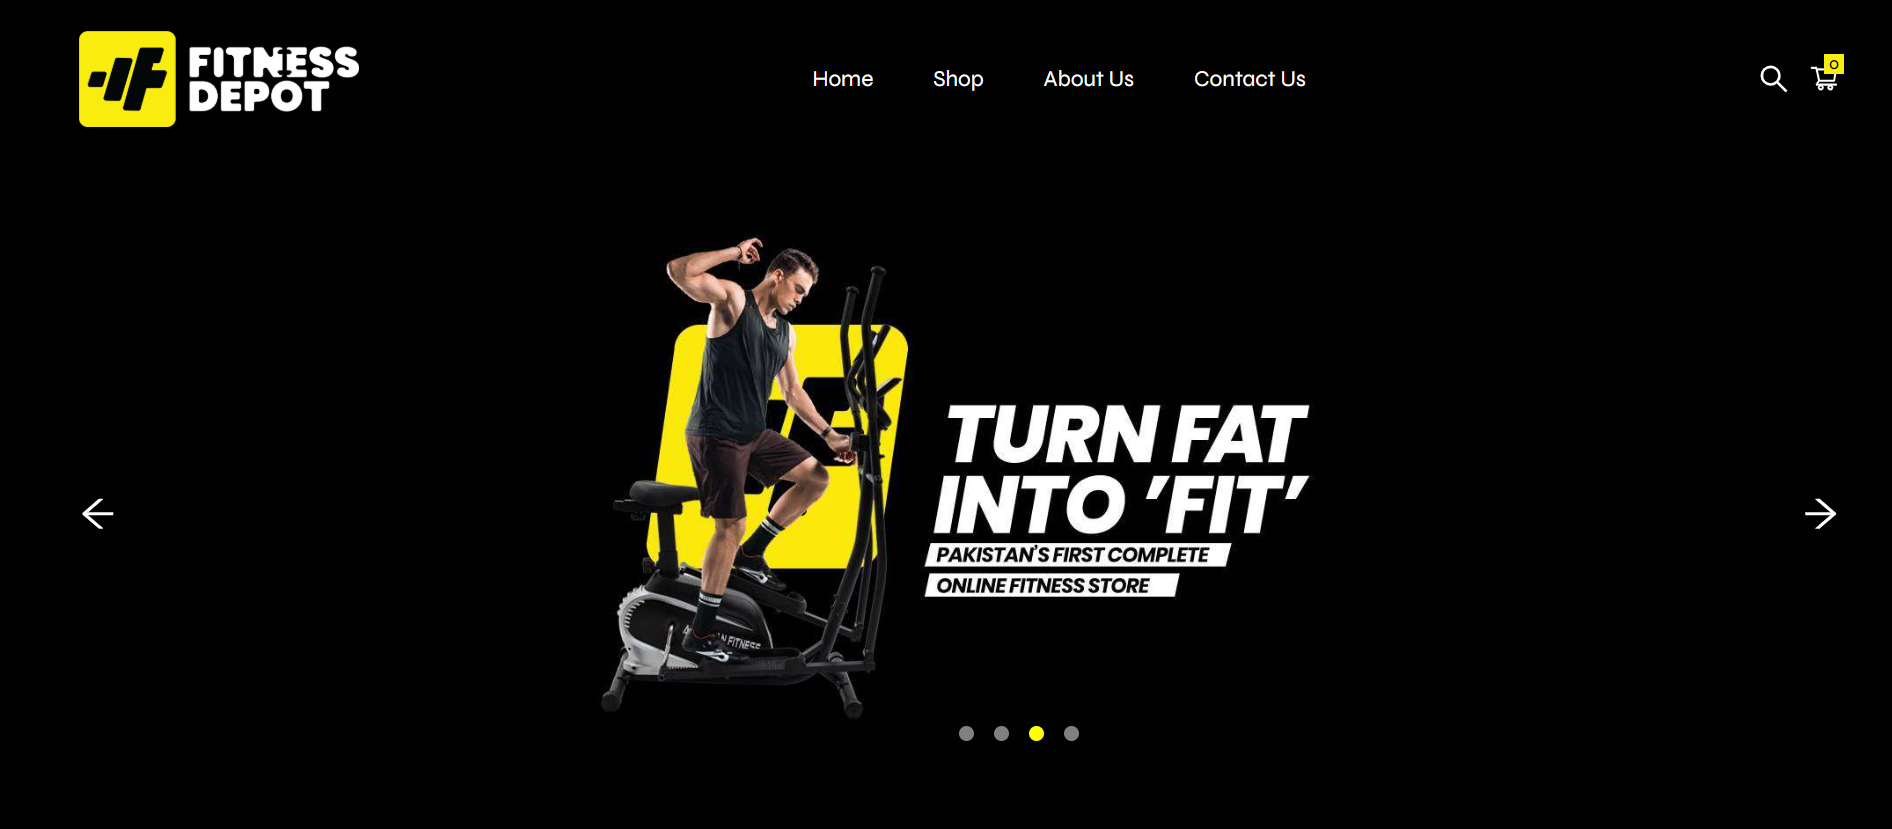 FITNESS
DEPOT
Home
Shop
About Us
Contact Us
0
TURN FAT
INTO ’FIT’
PAKISTAN'S FIRST COMPLETE
ONLINE FITNESS STORE
FITNESS